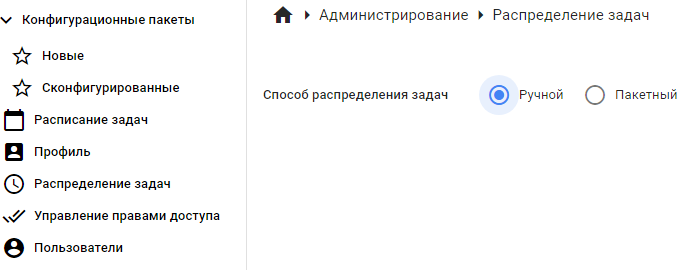 Конфигурационные пакеты
Новые
Сконфигурированные
Расписание задач
Профиль
Распределение задач
Управление правами доступа
Пользователи
Администрирование Распределение задач
Способ распределения задач Ручной Пакетный